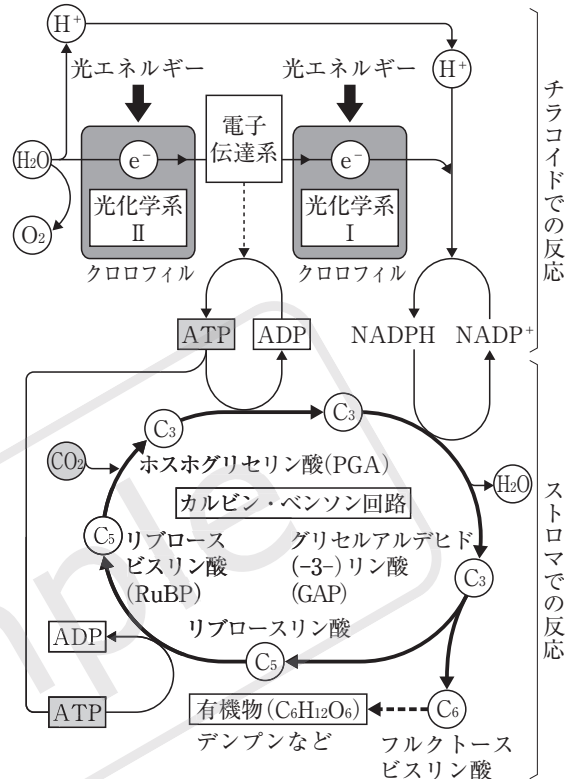 H⁺
光エネルギー
光エネルギー
H⁺
電子
伝達系
H₂O
e⁻
e⁻
光化学系
Ⅱ
光化学系
Ⅰ
O₂
クロロフィル
クロロフィル
チラコイドでの反応
ATP
ADP
NADPH
NADP⁺
C₃
C₃
CO₂
ホスホグリセリン酸(PGA)
H₂O
カルビン・ベンソン回路
C₅
リブロース
ビスリン酸
(RuBP)
グリセルアルデヒド
(-3-)リン酸
(GAP)
C₃
リブロースリン酸
ADP
C₅
ATP
有機物(C₆H₁₂O₆)
デンプンなど
C₆
フルクトース
ビスリン酸
ストロマでの反応